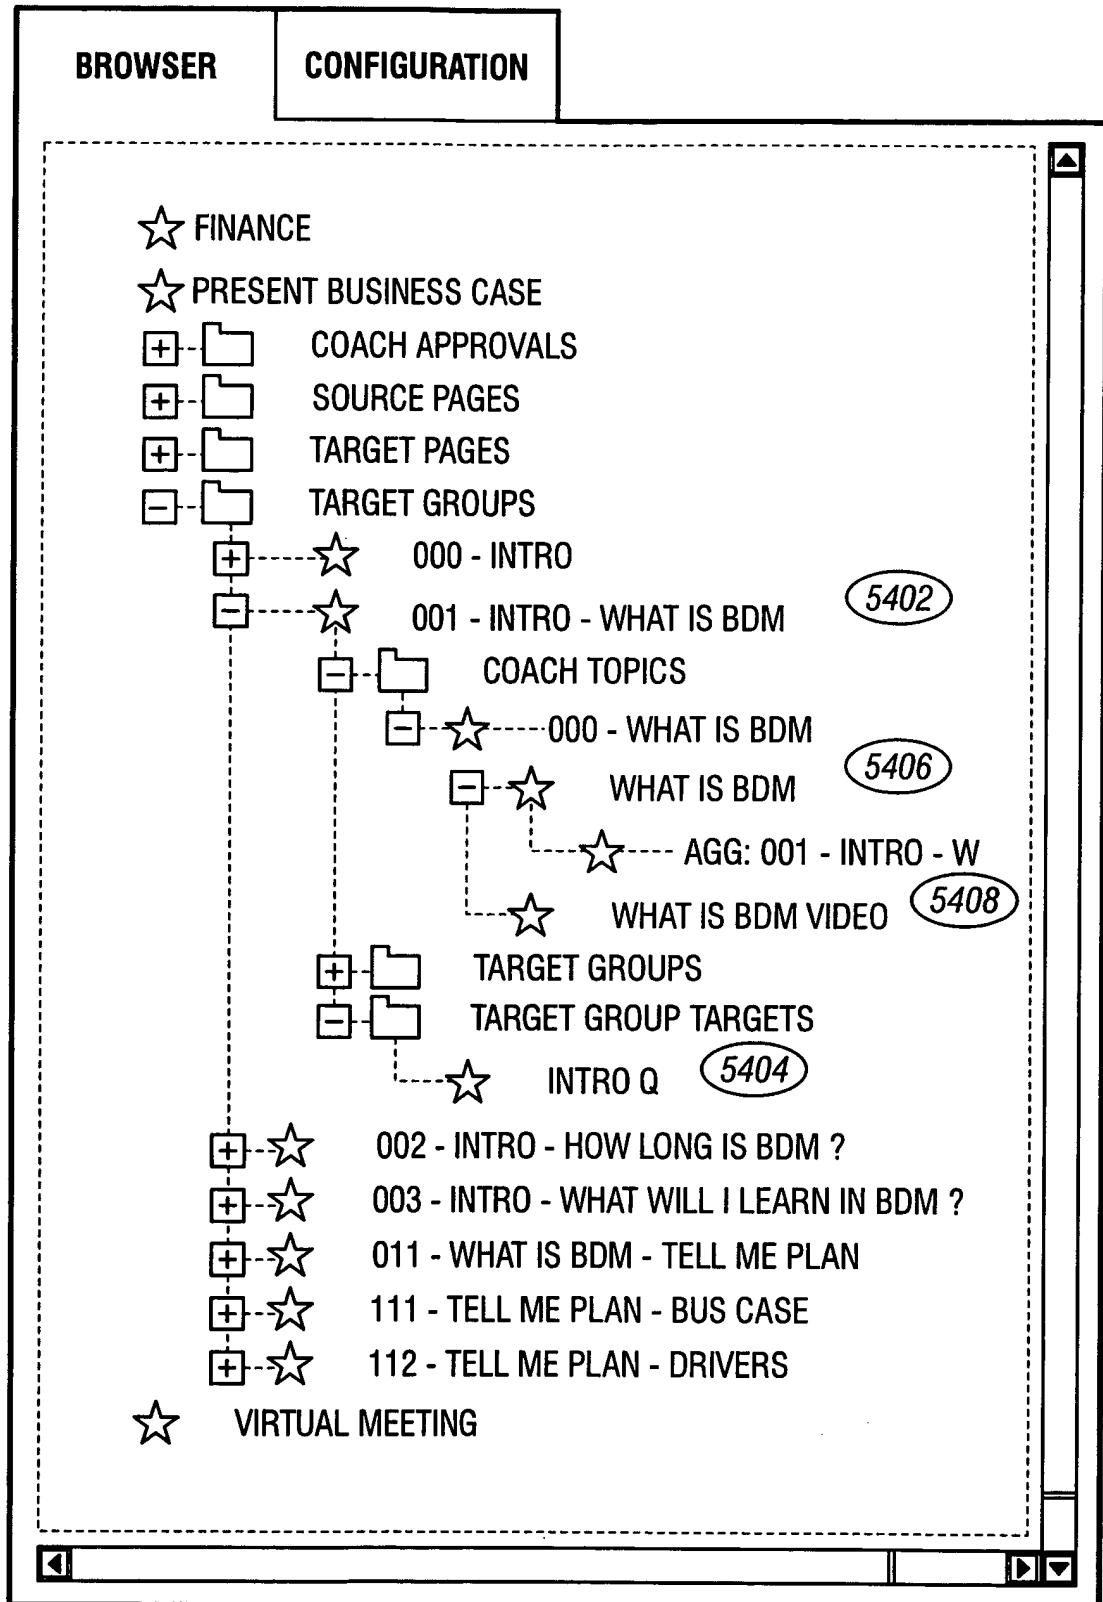 BROWSER CONFIGURATION
FINANCE
PRESENT BUSINESS CASE
COACH APPROVALS
SOURCE PAGES
TARGET PAGES
TARGET GROUPS
000 - INTRO
001 - INTRO - WHAT IS BDM 5402
COACH TOPICS
000 - WHAT IS BDM
WHAT IS BDM 5406
AGG: 001 - INTRO - W
WHAT IS BDM VIDEO 5408
TARGET GROUPS
TARGET GROUP TARGETS
INTRO Q 5404
002 - INTRO - HOW LONG IS BDM ?
003 - INTRO - WHAT WILL I LEARN IN BDM ?
011 - WHAT IS BDM - TELL ME PLAN
111 - TELL ME PLAN - BUS CASE
112 - TELL ME PLAN - DRIVERS
VIRTUAL MEETING